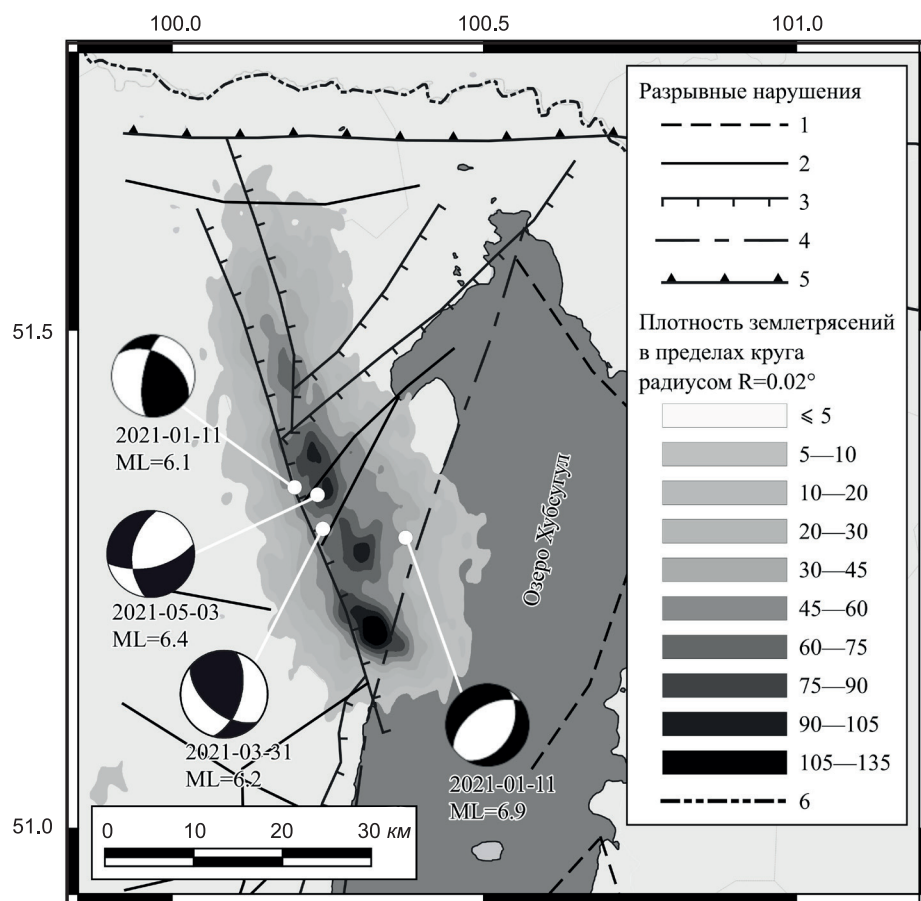 100.0 100.5 101.0
51.5
51.0
2021-01-11
ML=6.1
2021-05-03
ML=6.4
2021-03-31
ML=6.2
2021-01-11
ML=6.9
Озеро Хубсугул
0 10 20 30 км
Разрывные нарушения
1
2
3
4
5
Плотность землетрясений
в пределах круга
радиусом R=0.02°
⩽ 5
5—10
10—20
20—30
30—45
45—60
60—75
75—90
90—105
105—135
6